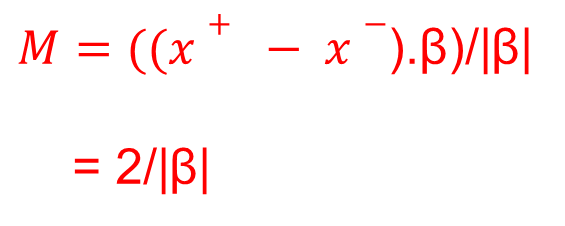 M = ((x⁺ − x⁻).β)/|β|
= 2/|β|